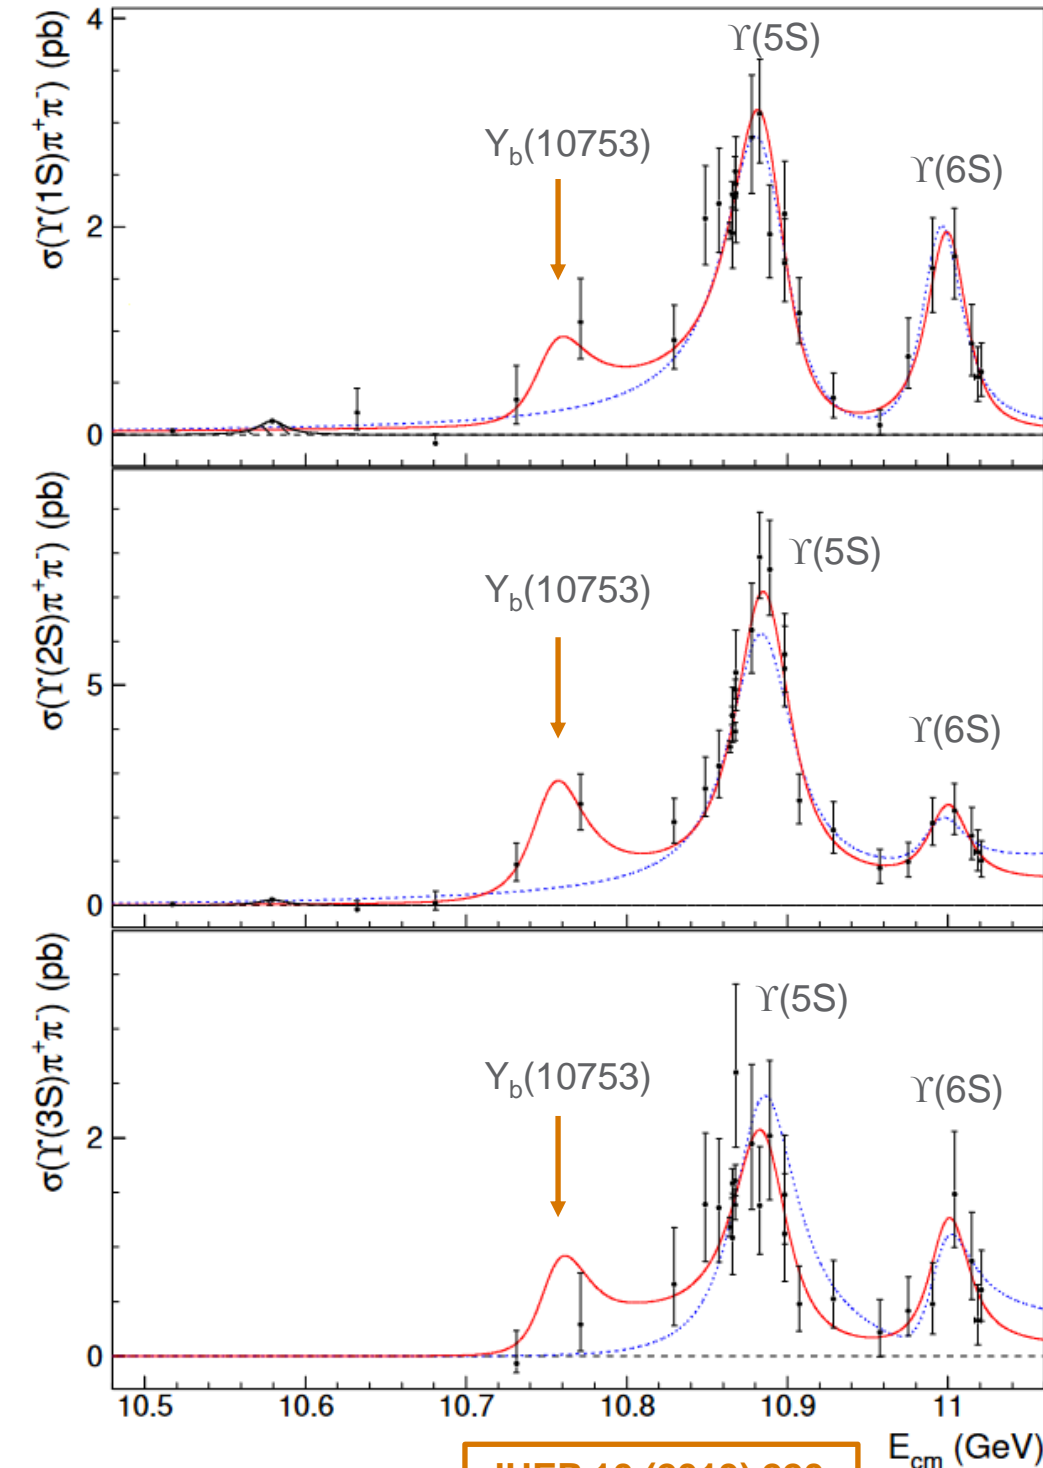 4
σ(ϒ(1S)π⁺π⁻) (pb)
ϒ(5S)
Y_b(10753)
ϒ(6S)
2
0
σ(ϒ(2S)π⁺π⁻) (pb)
ϒ(5S)
Y_b(10753)
5
ϒ(6S)
0
σ(ϒ(3S)π⁺π⁻) (pb)
ϒ(5S)
Y_b(10753)
ϒ(6S)
2
0
10.5 10.6 10.7 10.8 10.9 11
E_cm (GeV)